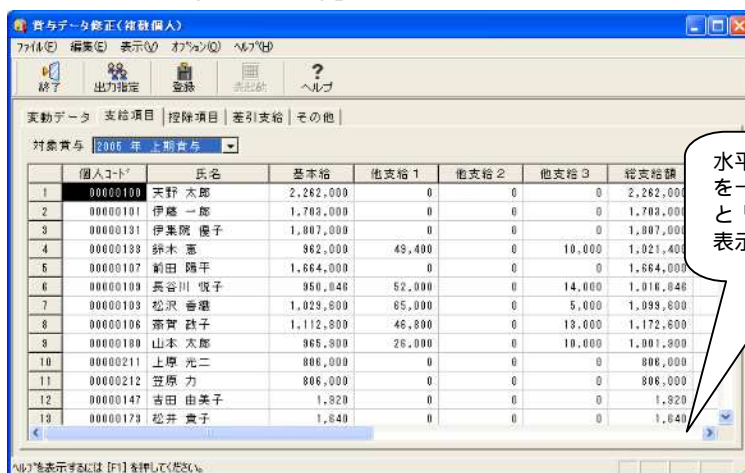 賞与データ修正(複数個人)
ファイル(F) 編集(E) 表示(V) オプション(O) ヘルプ(H)
終了 出力指定 登録 ヘルプ
変動データ 支給項目 控除項目 差引支給 その他
対象賞与 2005 年 上期賞与
個人コード 氏名 基本給 他支給1 他支給2 他支給3 総支給額
1 00000100 天野 太郎 2,262,000 0 0 0 2,262,000
2 00000101 伊藤 一郎 1,703,000 0 0 0 1,703,000
3 00000131 伊集院 優子 1,807,000 0 0 0 1,807,000
4 00000133 鈴木 恵 962,000 49,400 0 10,000 1,021,400
5 00000107 前田 陽平 1,664,000 0 0 0 1,664,000
6 00000109 長谷川 悦子 950,846 52,000 0 14,000 1,016,846
7 00000103 松沢 香織 1,029,600 65,000 0 5,000 1,099,600
8 00000106 斎賀 政子 1,112,800 46,800 0 13,000 1,172,600
9 00000180 山本 太郎 965,900 26,000 0 10,000 1,001,900
10 00000211 上原 光二 806,000 0 0 0 806,000
11 00000212 笠原 力 806,000 0 0 0 806,000
12 00000147 吉田 由美子 1,920 0 0 0 1,920
13 00000173 松井 貴子 1,640 0 0 0 1,640
水平
を一
と「
表示
ヘルプを表示するには [F1] を押してください。